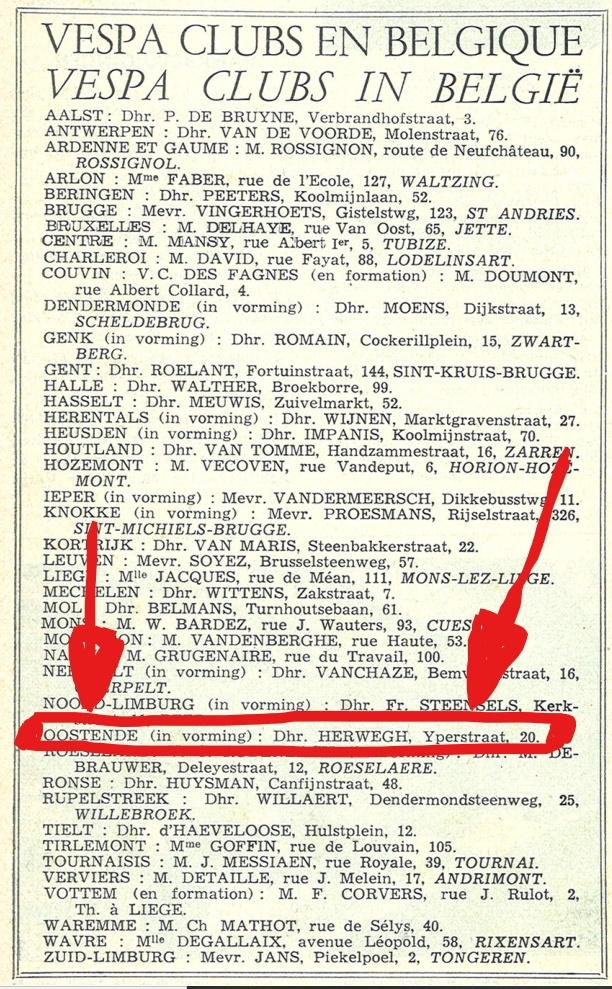 VESPA CLUBS EN BELGIQUE
VESPA CLUBS IN BELGIË
AALST : Dhr. P. DE BRUYNE, Verbrandhofstraat, 3.
ANTWERPEN : Dhr. VAN DE VOORDE, Molenstraat, 76.
ARDENNE ET GAUME : M. ROSSIGNON, route de Neufchâteau, 90,
ROSSIGNOL.
ARLON : Mme FABER, rue de l'Ecole, 127, WALTZING.
BERINGEN : Dhr. PEETERS, Koolmijnlaan, 52.
BRUGGE : Mevr. VINGERHOETS, Gistelstwg, 123, ST ANDRIES.
BRUXELLES : M. DELHAYE, rue Van Oost, 65, JETTE.
CENTRE : M. MANSY, rue Albert Ier, 5, TUBIZE.
CHARLEROI : M. DAVID, rue Fayat, 88, LODELINSART.
COUVIN : V.C. DES FAGNES (en formation) : M. DOUMONT,
rue Albert Collard, 4.
DENDERMONDE (in vorming) : Dhr. MOENS, Dijkstraat, 13,
SCHELDEBRUG.
GENK (in vorming) : Dhr. ROMAIN, Cockerillplein, 15, ZWART-
BERG.
GENT : Dhr. ROELANT, Fortuinstraat, 144, SINT-KRUIS-BRUGGE.
HALLE : Dhr. WALTHER, Broekborre, 99.
HASSELT : Dhr. MEUWIS, Zuivelmarkt, 52.
HERENTALS (in vorming) : Dhr. WIJNEN, Marktgravenstraat, 27.
HEUSDEN (in vorming) : Dhr. IMPANIS, Koolmijnstraat, 70.
HOUTLAND : Dhr. VAN TOMME, Handzammestraat, 16, ZARREN.
HOZEMONT : M. VECOVEN, rue Vandeput, 6, HORION-HOZE-
MONT.
IEPER (in vorming) : Mevr. VANDERMEERSCH, Dikkebusstwg 11.
KNOKKE (in vorming) : Mevr. PROESMANS, Rijselstraat, 326,
SINT-MICHIELS-BRUGGE.
KORTRIJK : Dhr. VAN MARIS, Steenbakkerstraat, 22.
LEUVEN : Mevr. SOYEZ, Brusselsteenweg, 57.
LIEGE : Mlle JACQUES, rue de Méan, 111, MONS-LEZ-LIEGE.
MECHELEN : Dhr. WITTENS, Zakstraat, 7.
MOL : Dhr. BELMANS, Turnhoutsebaan, 61.
MONS : M. W. BARDEZ, rue J. Wauters, 93,
M. VANDENBERGHE, rue Haute, 53.
M. GRUGENAIRE, rue du Travail, 100.
(in vorming) : Dhr. VANCHAZE, 16,
NOORD-LIMBURG (in vorming) : Dhr. Fr. STEENSELS, Kerk-
OOSTENDE (in vorming) : Dhr. HERWEGH, Yperstraat, 20.
DE-
BRAUWER, Deleyestraat, 12, ROESELAERE.
RONSE : Dhr. HUYSMAN, Canfijnstraat, 48.
RUPELSTREEK : Dhr. WILLAERT, Dendermondsteenweg, 25,
WILLEBROEK.
TIELT : Dhr. d'HAEVELOOSE, Hulstplein, 12.
TIRLEMONT : Mme GOFFIN, rue de Louvain, 105.
TOURNAISIS : M. J. MESSIAEN, rue Royale, 39, TOURNAI.
VERVIERS : M. DETAILLE, rue J. Melein, 17, ANDRIMONT.
VOTTEM (en formation) : M. F. CORVERS, rue J. Rulot, 2,
Th. à LIEGE.
WAREMME : M. Ch MATHOT, rue de Sélys, 40.
WAVRE : Mlle DEGALLAIX, avenue Léopold, 58, RIXENSART.
ZUID-LIMBURG : Mevr. JANS, Piekelpoel, 2, TONGEREN.